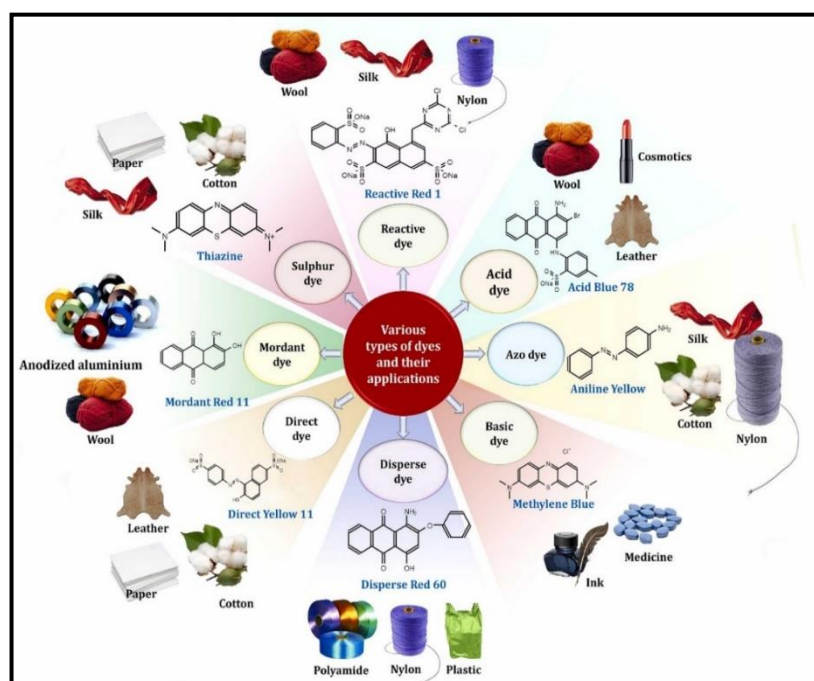 Wool
Silk
Nylon
Reactive Red 1
Reactive
dye
Wool
Cosmotics
Leather
Acid Blue 78
Acid
dye
Silk
Cotton
Nylon
Aniline Yellow
Azo dye
Ink
Medicine
Methylene Blue
Basic
dye
Polyamide
Nylon
Plastic
Disperse Red 60
Disperse
dye
Leather
Paper
Cotton
Direct Yellow 11
Direct
dye
Anodized aluminium
Wool
Mordant Red 11
Mordant
dye
Paper
Cotton
Silk
Thiazine
Sulphur
dye
Various
types of dyes
and their
applications